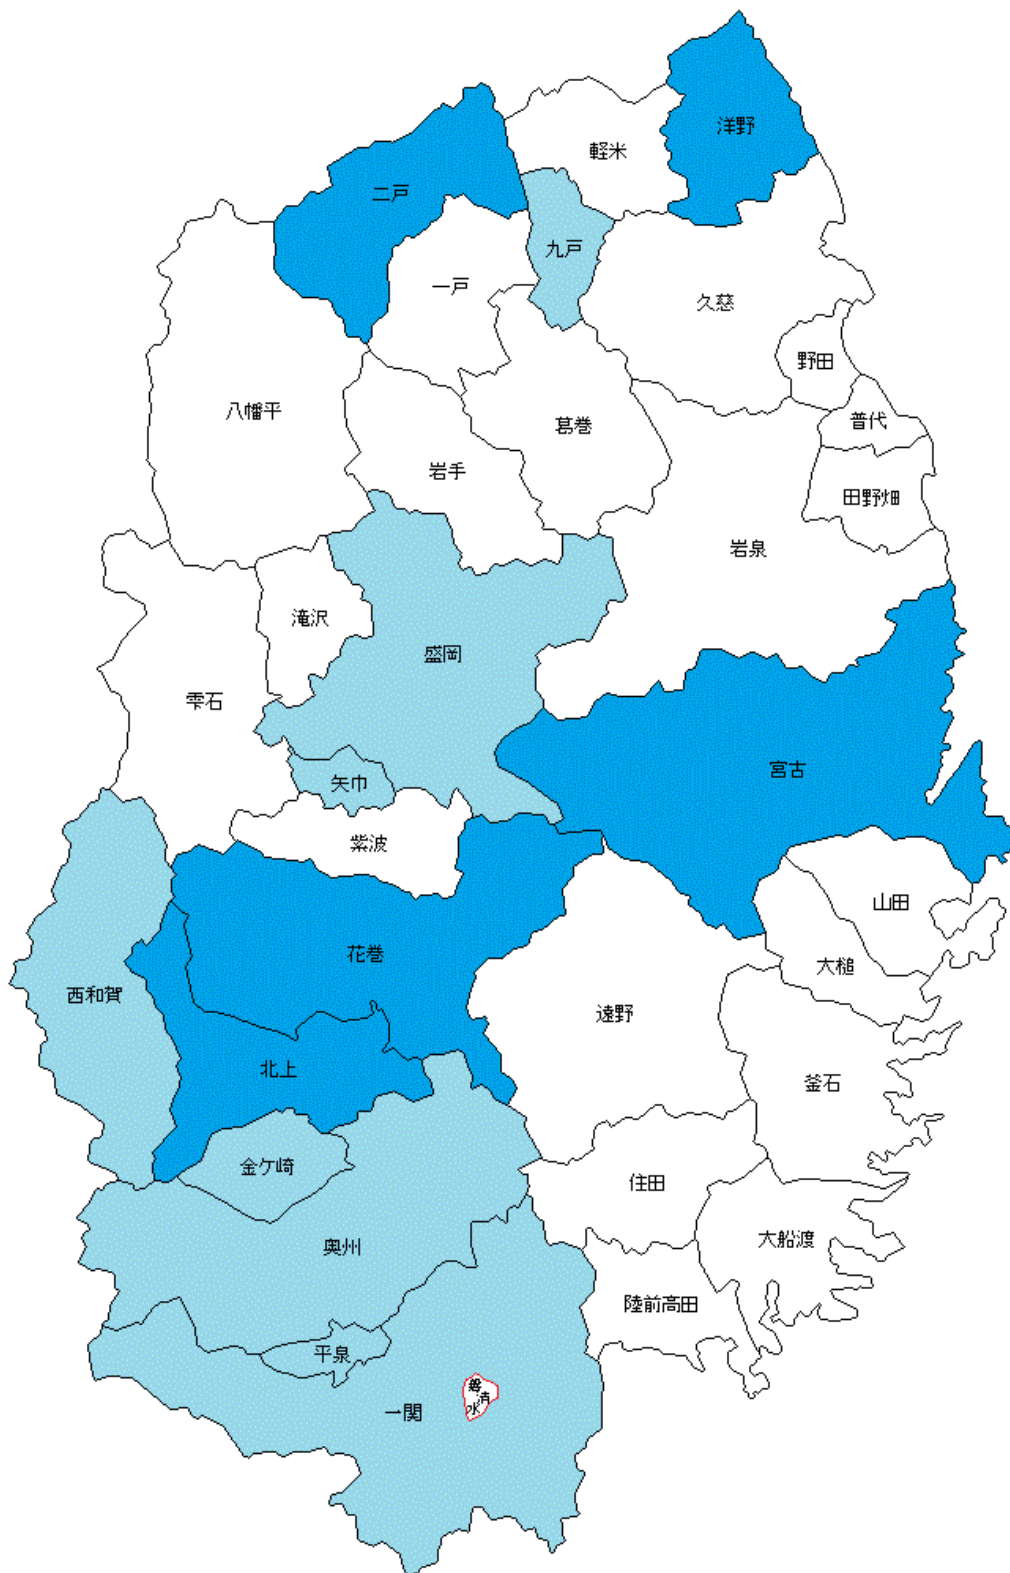 洋野
軽米
二戸
九戸
一戸
久慈
野田
八幡平
普代
葛巻
岩手
田野畑
岩泉
滝沢
盛岡
雫石
宮古
矢巾
紫波
山田
花巻
大槌
西和賀
遠野
北上
釜石
金ケ崎
住田
奥州
大船渡
陸前高田
平泉
一関
磐清水